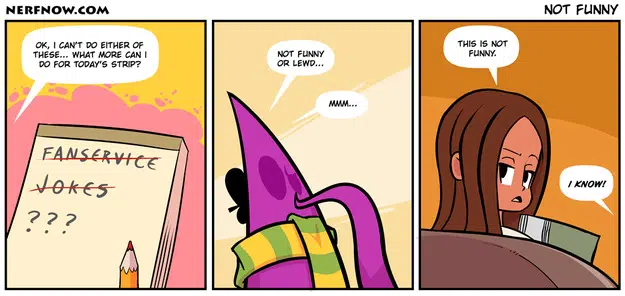 NERFNOW.COM
NOT FUNNY
OK, I CAN'T DO EITHER OF
THESE... WHAT MORE CAN I
DO FOR TODAY'S STRIP?
FANSERVICE
JOKES
???
NOT FUNNY
OR LEWD...
MMM...
THIS IS NOT
FUNNY.
I KNOW!